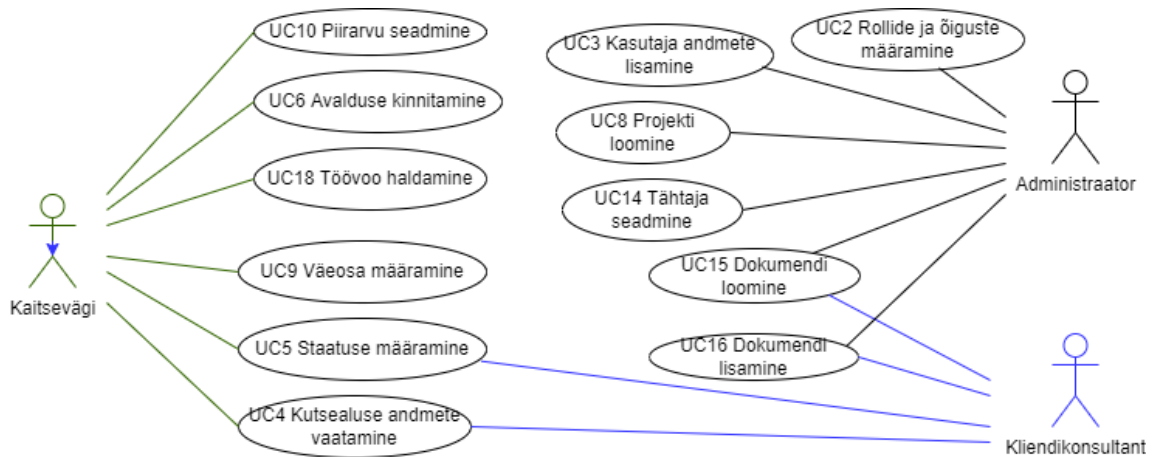 UC10 Piirarvu seadmine
UC6 Avalduse kinnitamine
UC18 Töövoo haldamine
UC9 Väeosa määramine
UC5 Staatuse määramine
UC4 Kutsealuse andmete
vaatamine
Kaitsevägi
UC3 Kasutaja andmete
lisamine
UC2 Rollide ja õiguste
määramine
UC8 Projekti
loomine
UC14 Tähtaja
seadmine
UC15 Dokumendi
loomine
UC16 Dokumendi
lisamine
Administraator
Kliendikonsultant